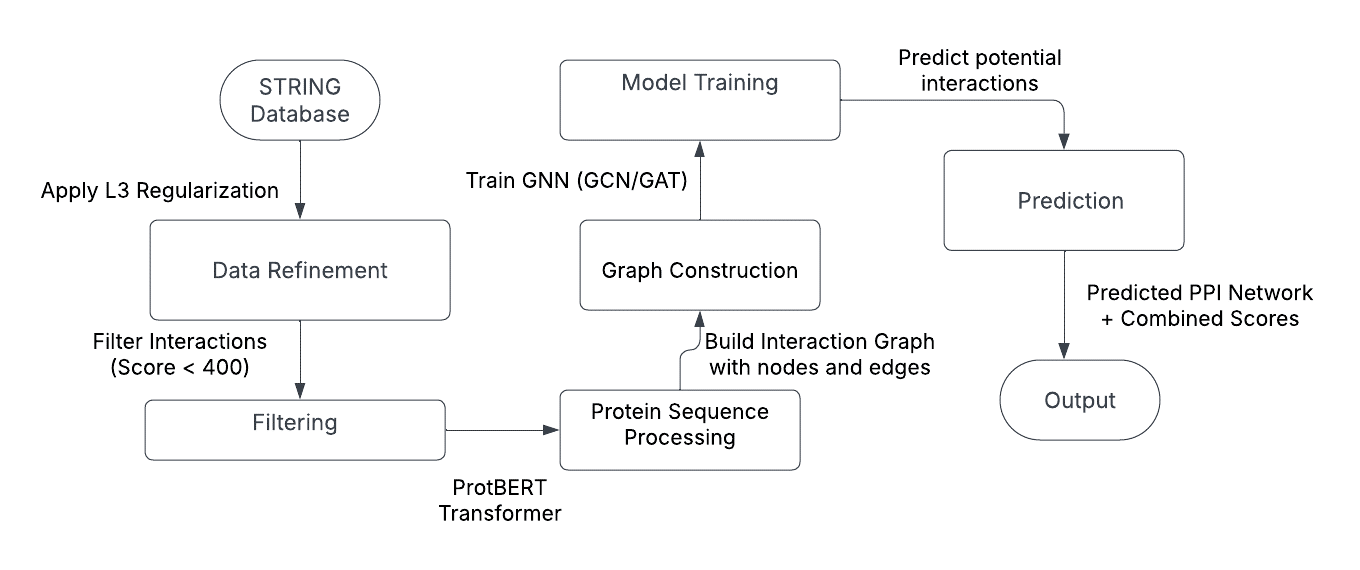 STRING
Database
Apply L3 Regularization
Data Refinement
Filter Interactions
(Score < 400)
Filtering
ProtBERT
Transformer
Protein Sequence
Processing
Build Interaction Graph
with nodes and edges
Graph Construction
Train GNN (GCN/GAT)
Model Training
Predict potential
interactions
Prediction
Predicted PPI Network
+ Combined Scores
Output